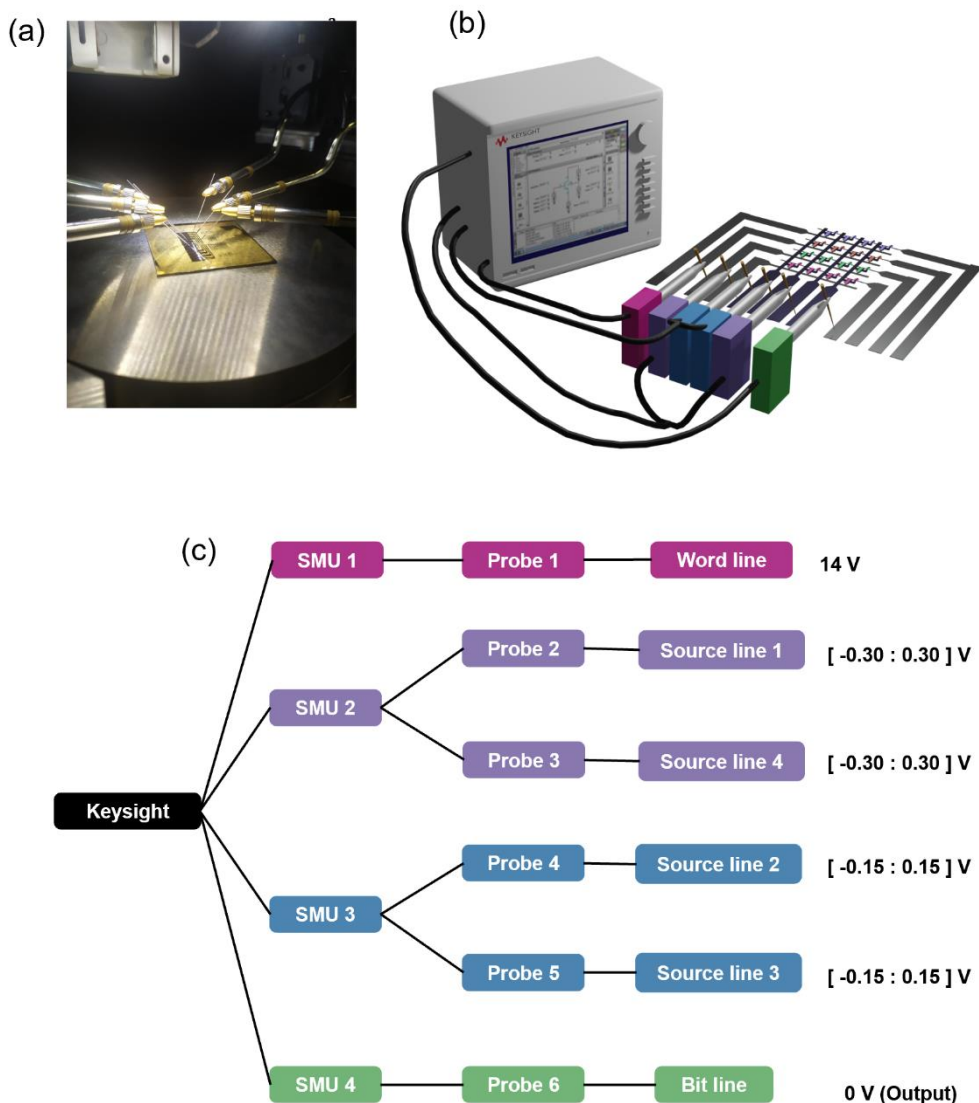 (a)
(b)
KEYSIGHT
(c)
SMU 1
Probe 1
Word line
14 V
Probe 2
Source line 1
[ -0.30 : 0.30 ] V
SMU 2
Probe 3
Source line 4
[ -0.30 : 0.30 ] V
Keysight
Probe 4
Source line 2
[ -0.15 : 0.15 ] V
SMU 3
Probe 5
Source line 3
[ -0.15 : 0.15 ] V
SMU 4
Probe 6
Bit line
0 V (Output)